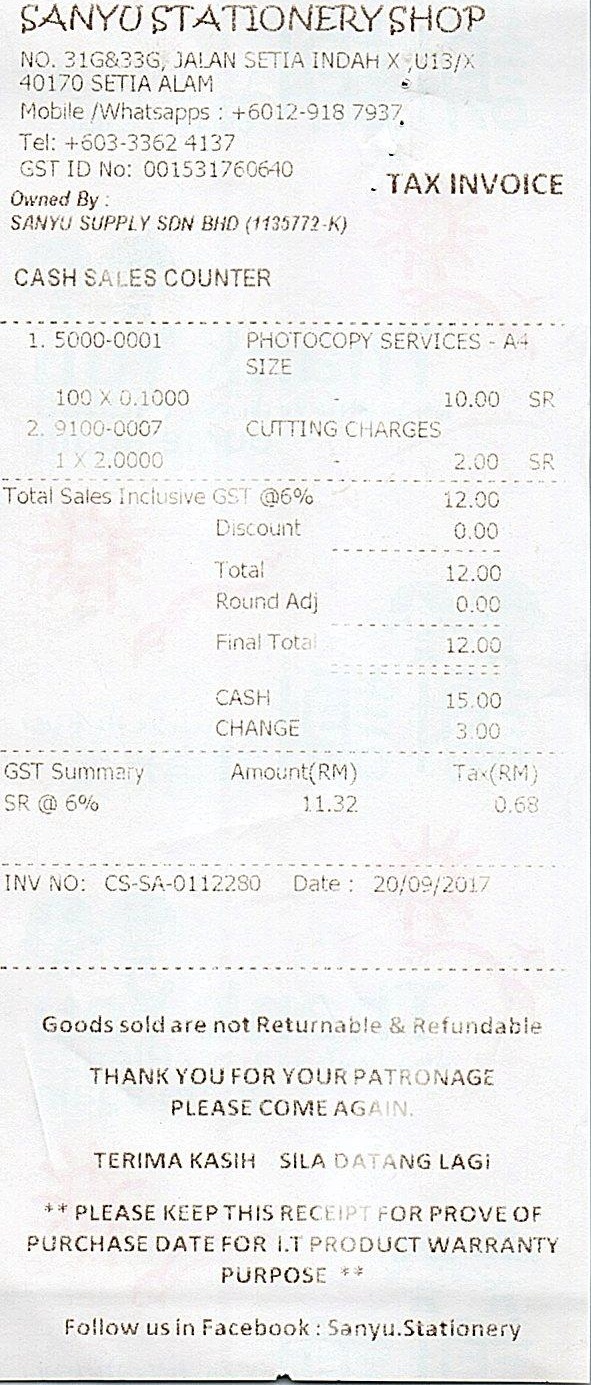 SANYU STATIONERY SHOP
NO. 31G&33G, JALAN SETIA INDAH X ,U13/X
40170 SETIA ALAM
Mobile /Whatsapps : +6012-918 7937
Tel: +603-3362 4137
GST ID No: 001531760640
TAX INVOICE
Owned By :
SANYU SUPPLY SDN BHD (1135772-K)
CASH SALES COUNTER
1. 5000-0001 PHOTOCOPY SERVICES - A4
SIZE
100 X 0.1000 - 10.00 SR
2. 9100-0007 CUTTING CHARGES
1 X 2.0000 - 2.00 SR
Total Sales Inclusive GST @6% 12.00
Discount 0.00
Total 12.00
Round Adj 0.00
Final Total 12.00
CASH 15.00
CHANGE 3.00
GST Summary Amount(RM) Tax(RM)
SR @ 6% 11.32 0.68
INV NO: CS-SA-0112280 Date : 20/09/2017
Goods sold are not Returnable & Refundable
THANK YOU FOR YOUR PATRONAGE
PLEASE COME AGAIN.
TERIMA KASIH SILA DATANG LAGI
** PLEASE KEEP THIS RECEIPT FOR PROVE OF
PURCHASE DATE FOR I.T PRODUCT WARRANTY
PURPOSE **
Follow us in Facebook : Sanyu.Stationery